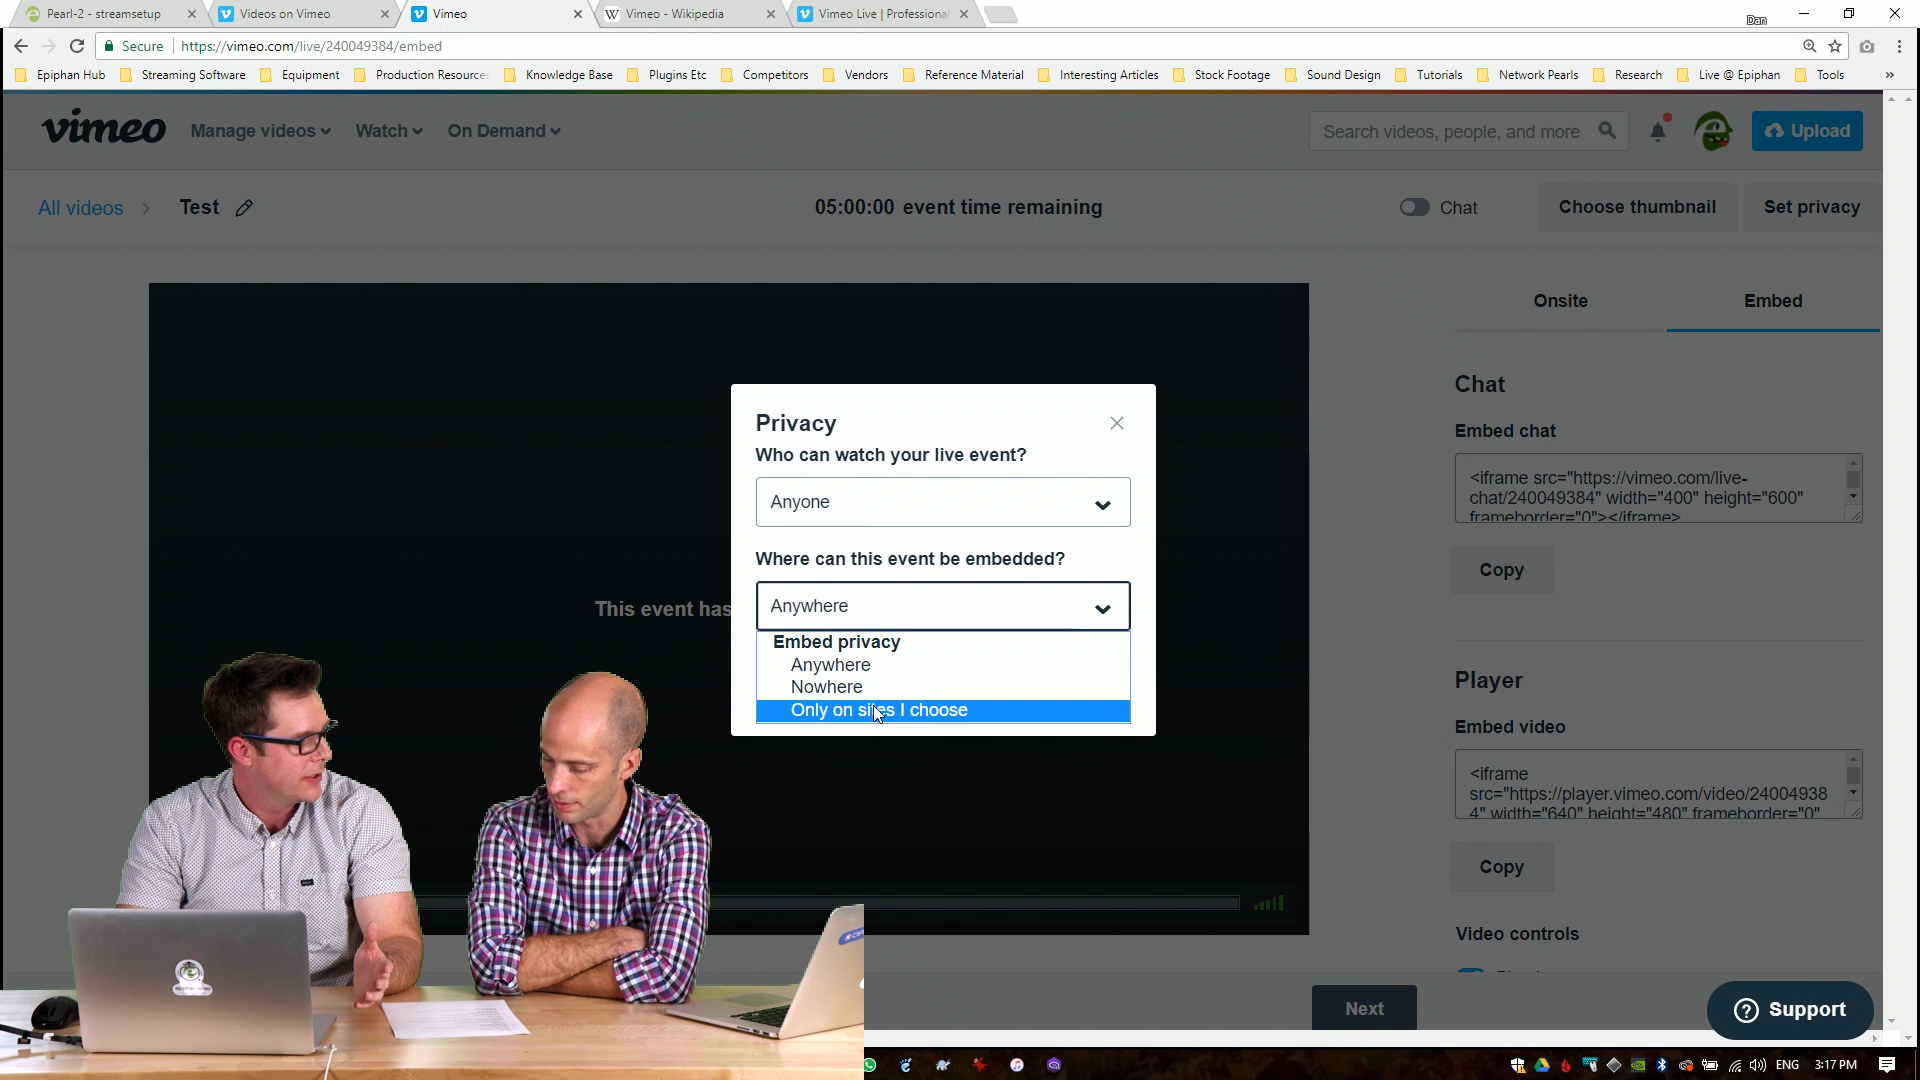 Pearl-2 - streamsetup
Videos on Vimeo
Vimeo
Vimeo - Wikipedia
Vimeo Live | Professiona
Dan
Secure
https://vimeo.com/live/240049384/embed
Epiphan Hub
Streaming Software
Equipment
Production Resource
Knowledge Base
Plugins Etc
Competitors
Vendors
Reference Material
Interesting Articles
Stock Footage
Sound Design
Tutorials
Network Pearls
Research
Live @ Epiphan
Tools
vimeo
Manage videos
Watch
On Demand
Search videos, people, and more
Upload
All videos
Test
05:00:00 event time remaining
Chat
Choose thumbnail
Set privacy
Onsite
Embed
Privacy
Who can watch your live event?
Anyone
Where can this event be embedded?
Anywhere
Embed privacy
Anywhere
Nowhere
Only on sites I choose
This event has
Chat
Embed chat
<iframe src="https://vimeo.com/live-
chat/240049384" width="400" height="600"
frameborder="0"></iframe>
Copy
Player
Embed video
<iframe
src="https://player.vimeo.com/video/24004938
4" width="640" height="480" frameborder="0"
Copy
Video controls
Next
Support
epiphan video
ENG
3:17 PM